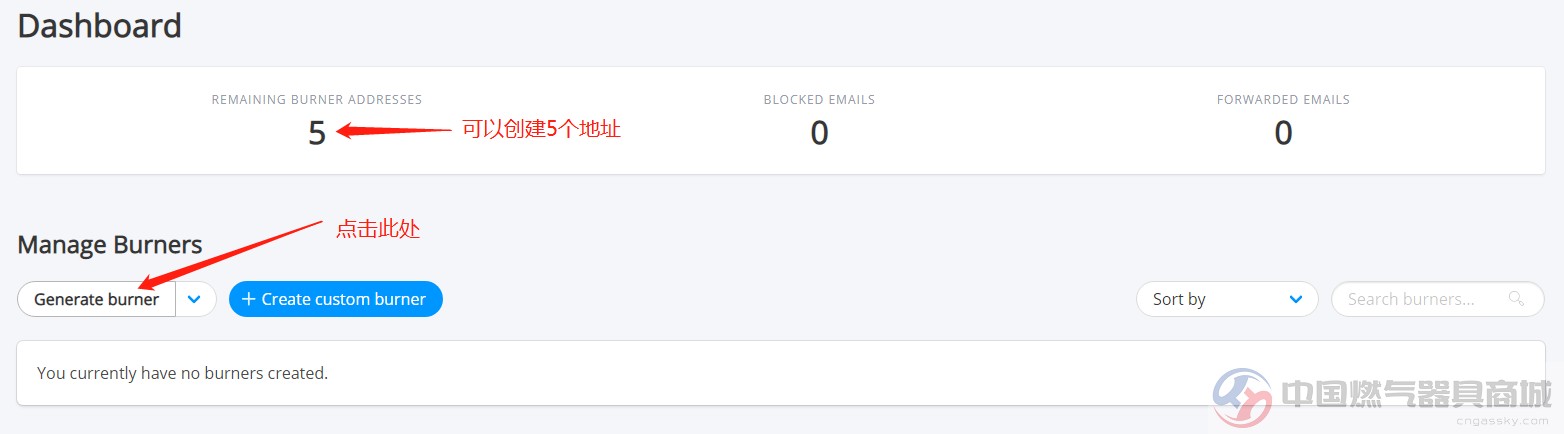 Dashboard
REMAINING BURNER ADDRESSES
5
可以创建5个地址
BLOCKED EMAILS
0
FORWARDED EMAILS
0
点击此处
Manage Burners
Generate burner
+ Create custom burner
Sort by
Search burners...
You currently have no burners created.
中国燃气器具商城
cngassky.com